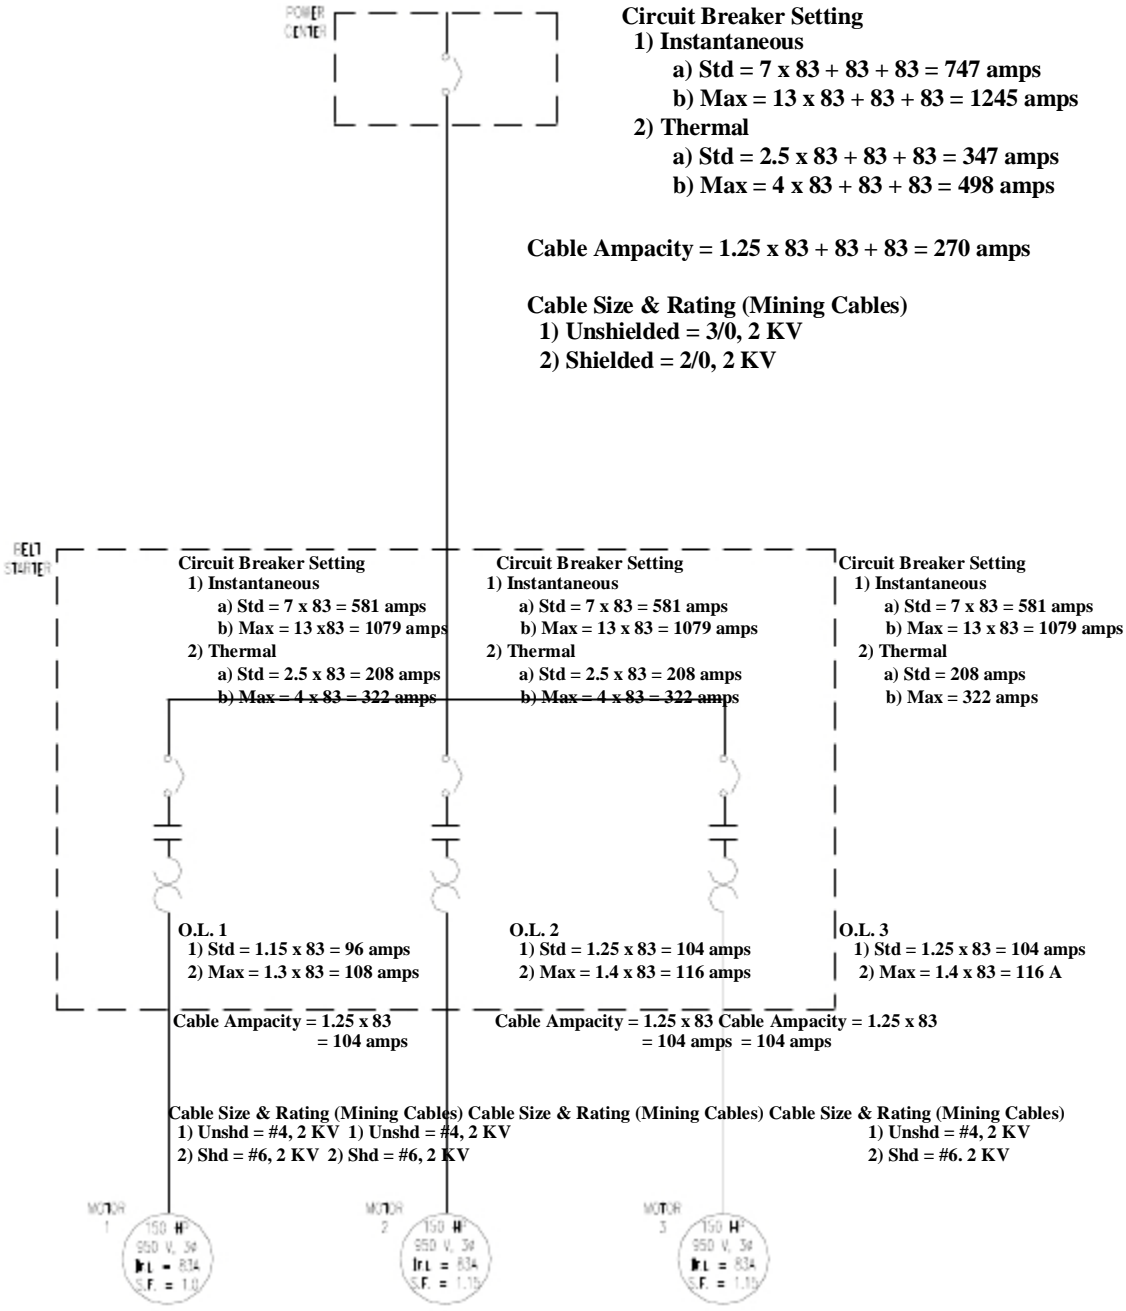 POWER
CENTER
Circuit Breaker Setting
1) Instantaneous
a) Std = 7 x 83 + 83 + 83 = 747 amps
b) Max = 13 x 83 + 83 + 83 = 1245 amps
2) Thermal
a) Std = 2.5 x 83 + 83 + 83 = 347 amps
b) Max = 4 x 83 + 83 + 83 = 498 amps
Cable Ampacity = 1.25 x 83 + 83 + 83 = 270 amps
Cable Size & Rating (Mining Cables)
1) Unshielded = 3/0, 2 KV
2) Shielded = 2/0, 2 KV
BELT
STARTER
Circuit Breaker Setting
1) Instantaneous
a) Std = 7 x 83 = 581 amps
b) Max = 13 x83 = 1079 amps
2) Thermal
a) Std = 2.5 x 83 = 208 amps
b) Max = 4 x 83 = 322 amps
Circuit Breaker Setting
1) Instantaneous
a) Std = 7 x 83 = 581 amps
b) Max = 13 x 83 = 1079 amps
2) Thermal
a) Std = 2.5 x 83 = 208 amps
b) Max = 4 x 83 = 322 amps
Circuit Breaker Setting
1) Instantaneous
a) Std = 7 x 83 = 581 amps
b) Max = 13 x 83 = 1079 amps
2) Thermal
a) Std = 208 amps
b) Max = 322 amps
O.L. 1
1) Std = 1.15 x 83 = 96 amps
2) Max = 1.3 x 83 = 108 amps
O.L. 2
1) Std = 1.25 x 83 = 104 amps
2) Max = 1.4 x 83 = 116 amps
O.L. 3
1) Std = 1.25 x 83 = 104 amps
2) Max = 1.4 x 83 = 116 A
Cable Ampacity = 1.25 x 83
= 104 amps
Cable Ampacity = 1.25 x 83 Cable Ampacity = 1.25 x 83
= 104 amps = 104 amps
Cable Size & Rating (Mining Cables) Cable Size & Rating (Mining Cables) Cable Size & Rating (Mining Cables)
1) Unshd = #4, 2 KV 1) Unshd = #4, 2 KV
2) Shd = #6, 2 KV 2) Shd = #6, 2 KV
1) Unshd = #4, 2 KV
2) Shd = #6. 2 KV
MOTOR
1
150 HP
950 V, 3ϕ
IFL = 83A
S.F. = 1.0
MOTOR
2
150 HP
950 V, 3ϕ
IFL = 83A
S.F. = 1.15
MOTOR
3
150 HP
950 V, 3ϕ
IFL = 83A
S.F. = 1.15